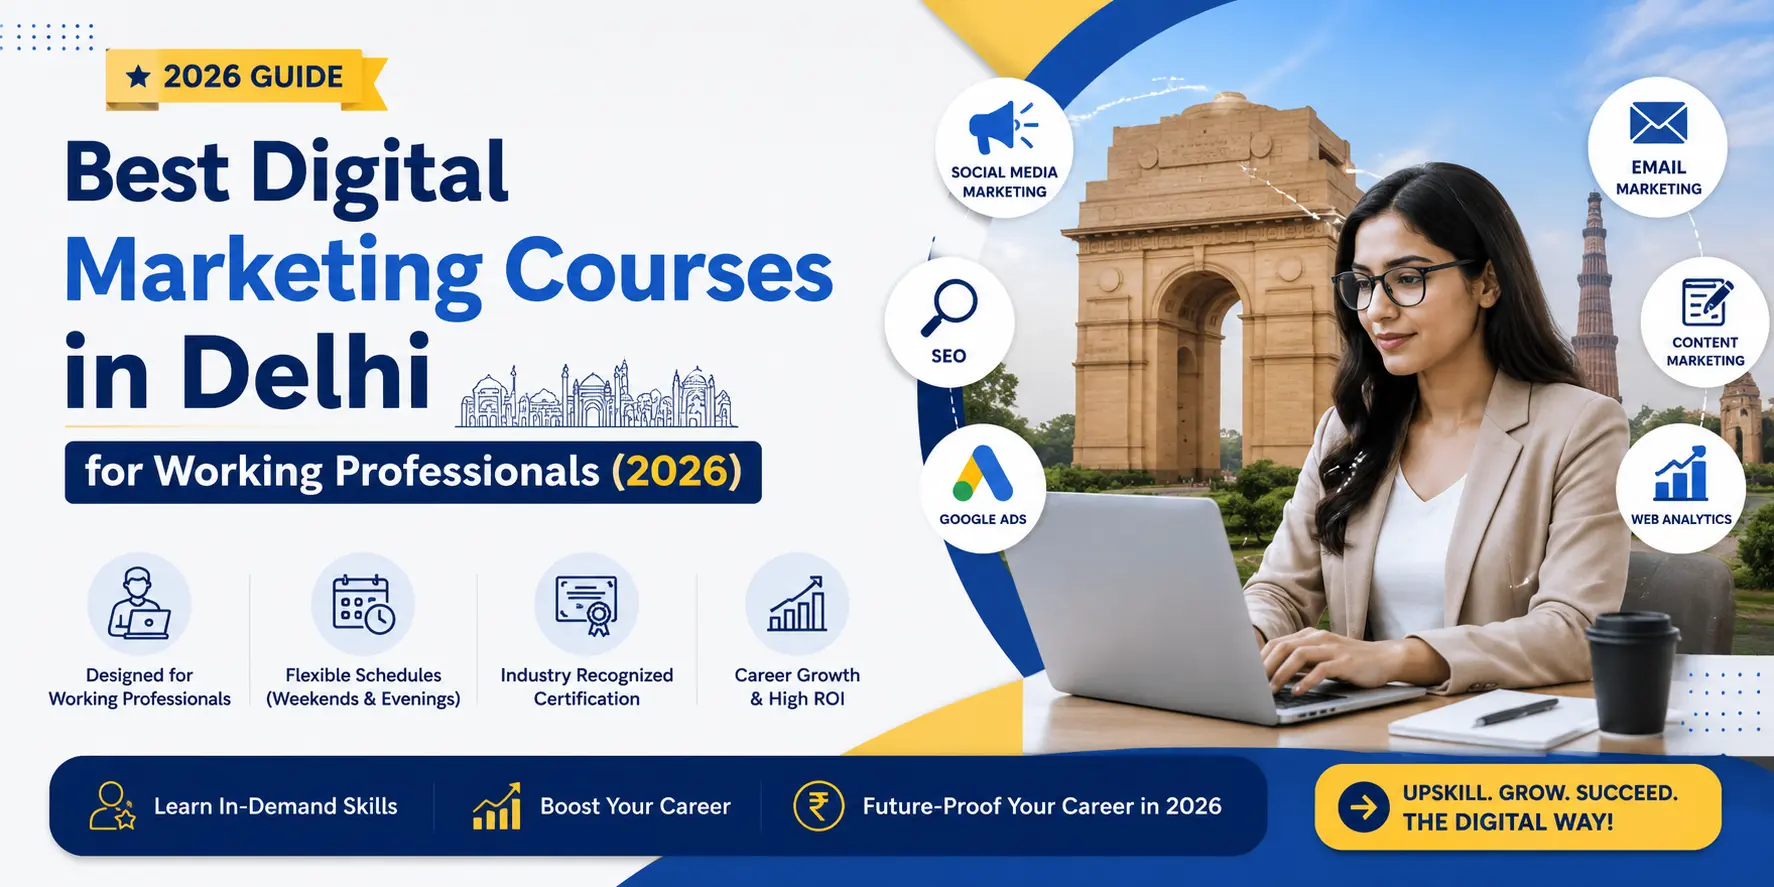 2026 GUIDE
Best Digital
Marketing Courses
in Delhi
for Working Professionals (2026)
Designed for
Working Professionals
Flexible Schedules
(Weekends & Evenings)
Industry Recognized
Certification
Career Growth
& High ROI
SOCIAL MEDIA
MARKETING
SEO
GOOGLE ADS
EMAIL
MARKETING
CONTENT
MARKETING
WEB ANALYTICS
Learn In-Demand Skills
Boost Your Career
₹
Future-Proof Your Career in 2026
UPSKILL. GROW. SUCCEED.
THE DIGITAL WAY!